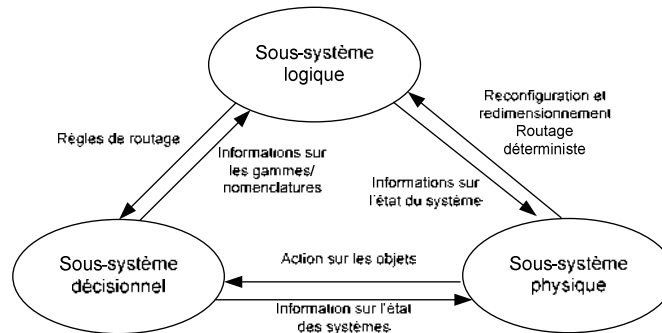 Sous-système
logique
Reconfiguration et
redimensionnement
Routage
déterministe
Règles de routage
Informations sur
les gammes/
nomenclatures
Informations sur
l'état du système
Sous-système
décisionnel
Action sur les objets
Sous-système
physique
Information sur l'état
des systèmes